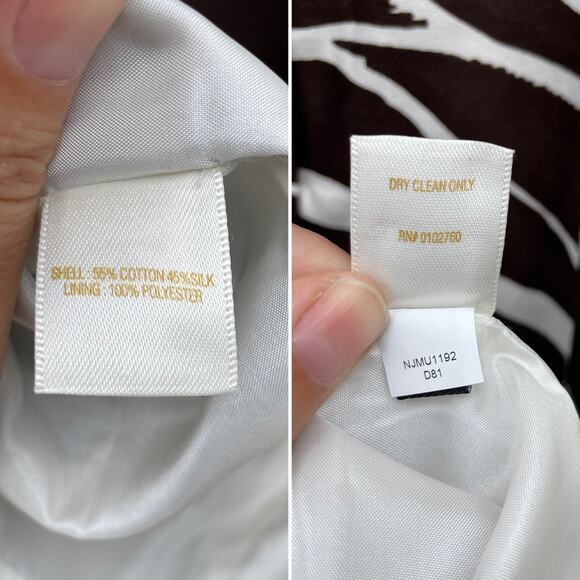 SHELL : 55% COTTON 45%SILK
LINING : 100% POLYESTER
DRY CLEAN ONLY
RN# 0102760
NJMU1192
D81